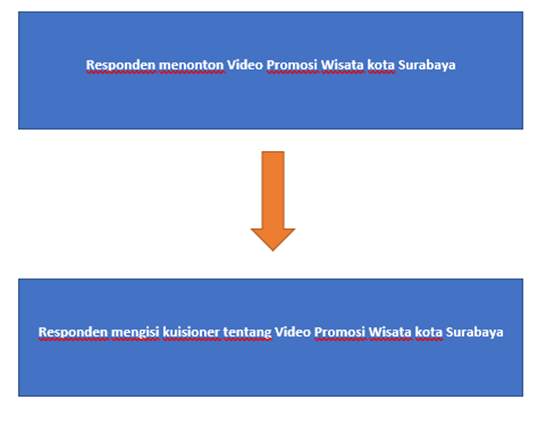 Responden menonton Video Promosi Wisata kota Surabaya
Responden mengisi kuisioner tentang Video Promosi Wisata kota Surabaya